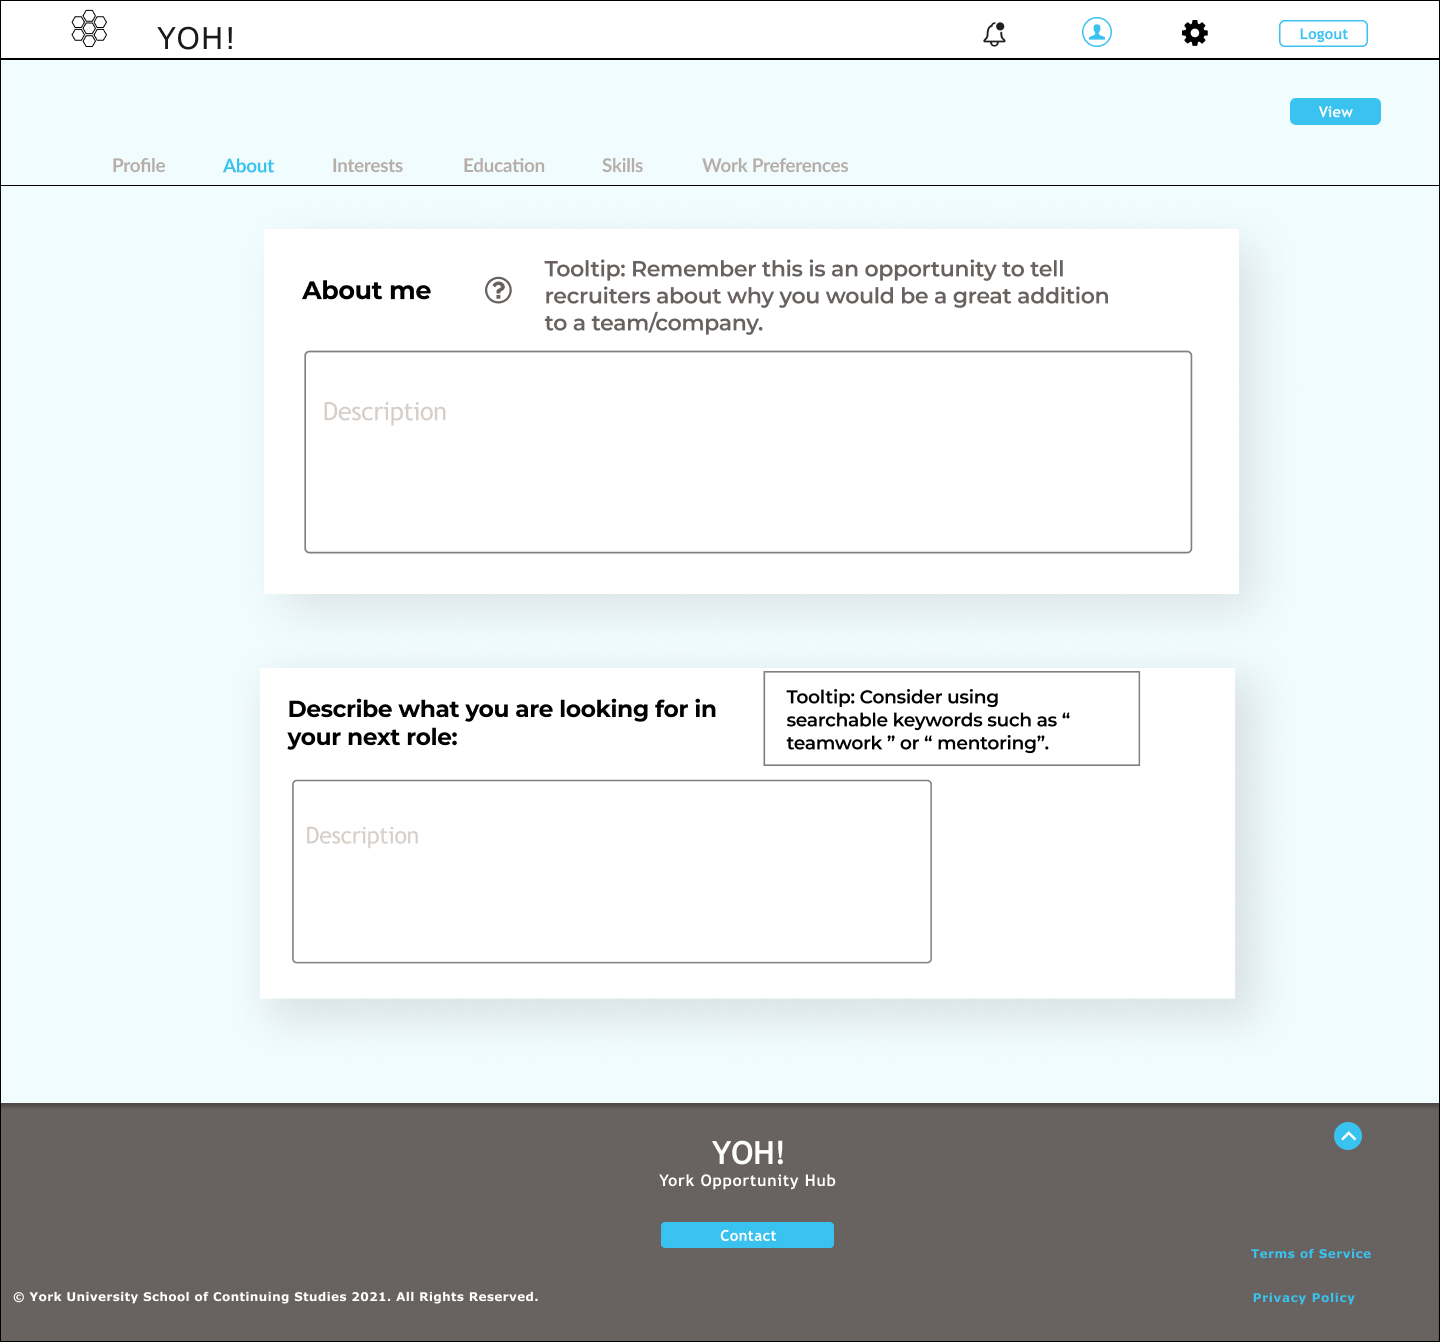 YOH!
Logout
View
Profile About Interests Education Skills Work Preferences
About me
?
Tooltip: Remember this is an opportunity to tell
recruiters about why you would be a great addition
to a team/company.
Description
Describe what you are looking for in
your next role:
Tooltip: Consider using
searchable keywords such as “
teamwork ” or “ mentoring”.
Description
YOH!
York Opportunity Hub
Contact
Terms of Service
© York University School of Continuing Studies 2021. All Rights Reserved.
Privacy Policy